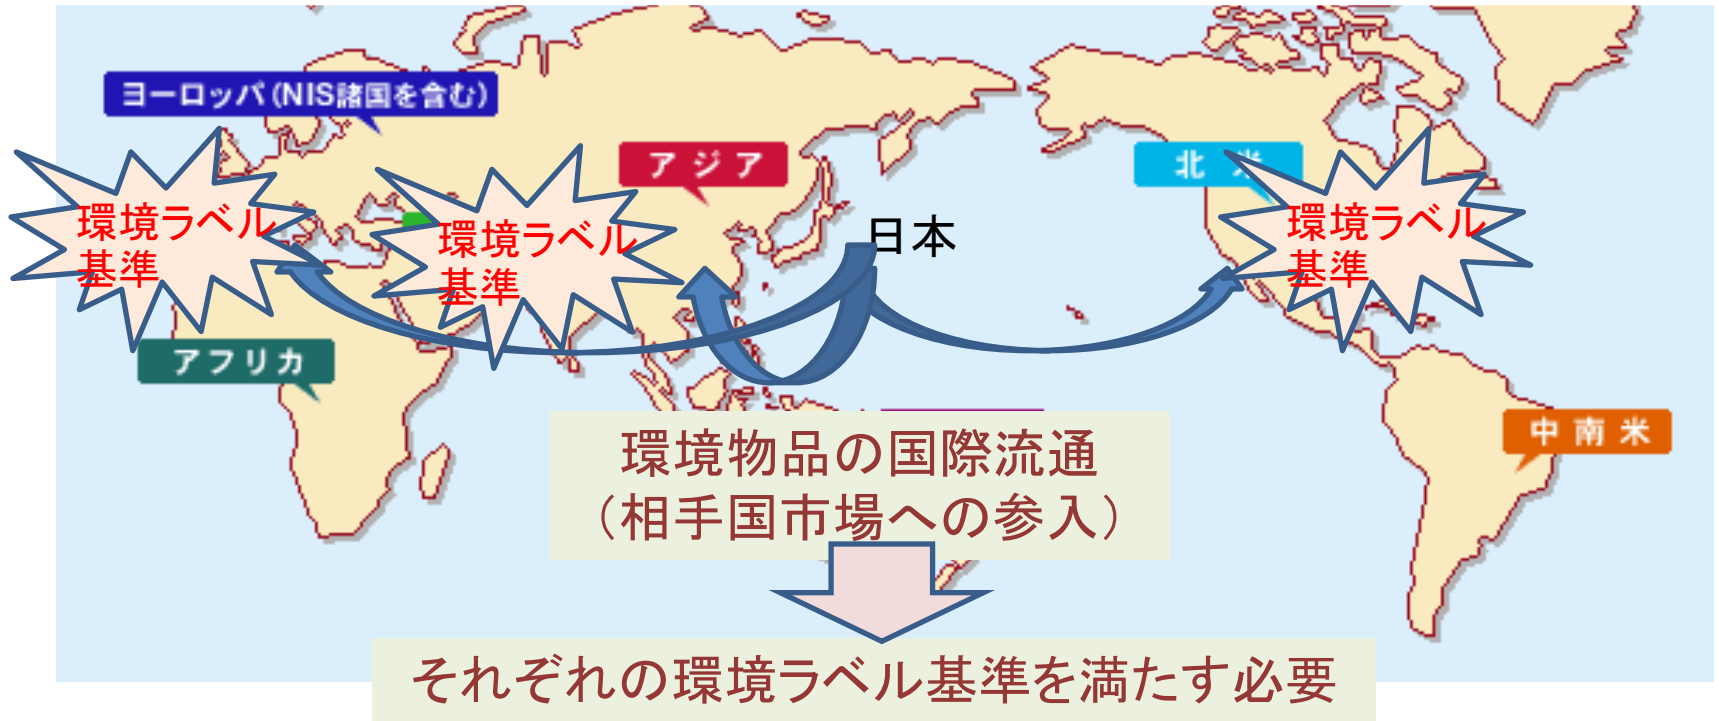 ヨーロッパ（NIS諸国を含む）
アジア
北米
環境ラベル
基準
環境ラベル
基準
日本
環境ラベル
基準
アフリカ
中南米
環境物品の国際流通
（相手国市場への参入）
それぞれの環境ラベル基準を満たす必要